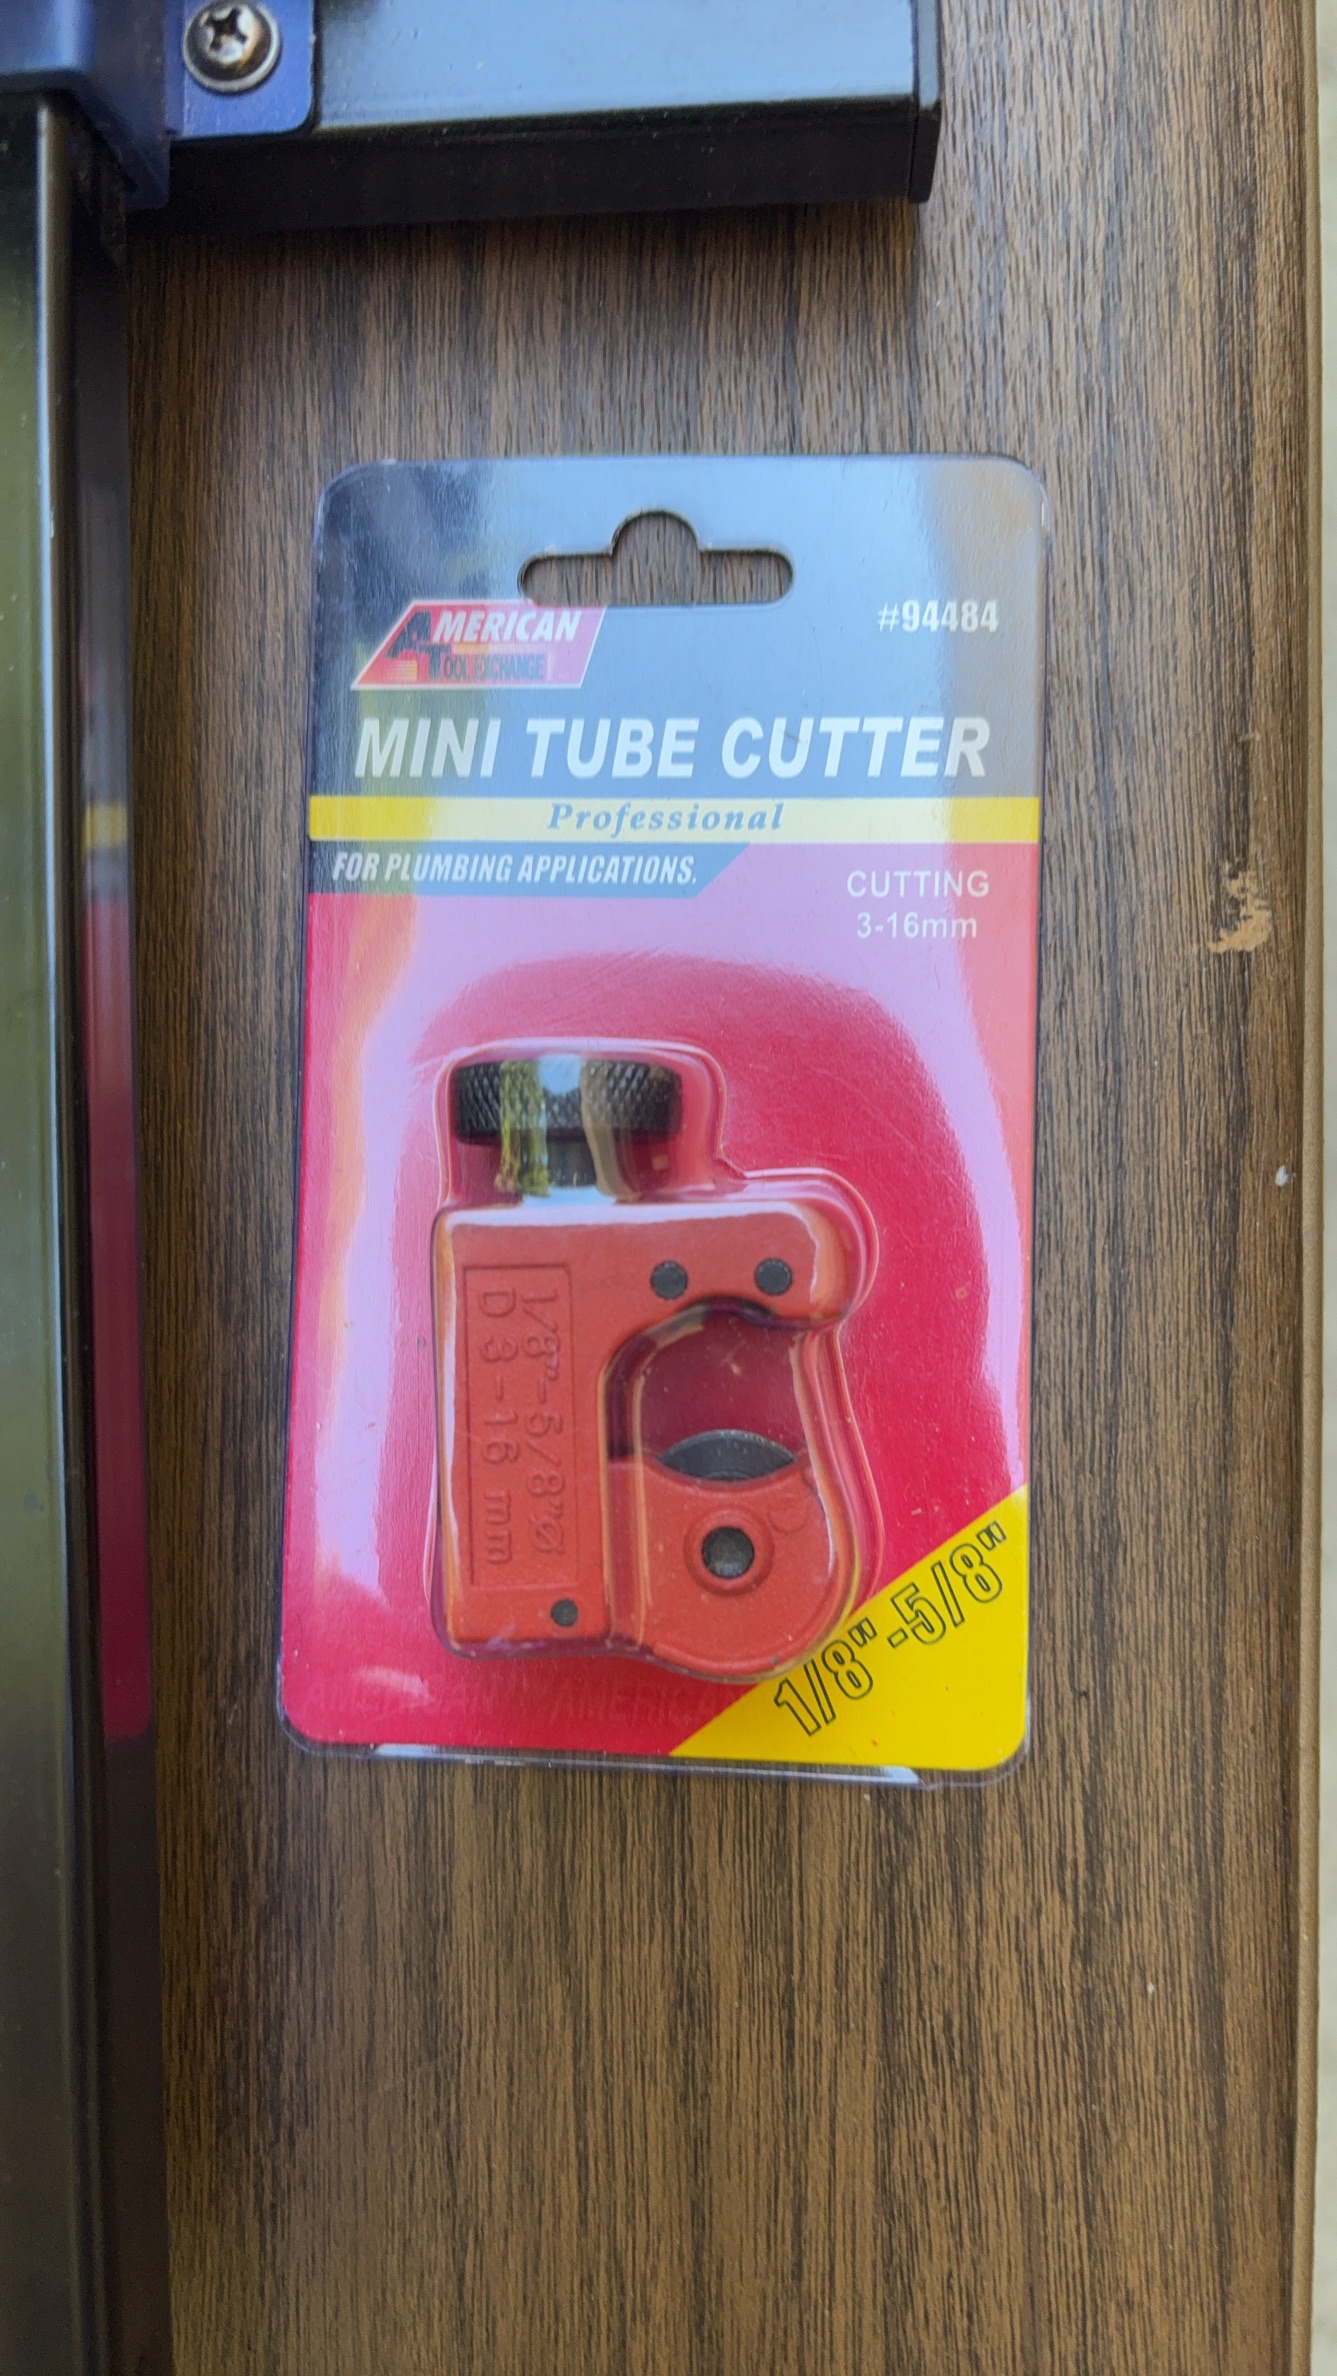 AMERICAN
TOOL EXCHANGE
#94484
MINI TUBE CUTTER
Professional
FOR PLUMBING APPLICATIONS.
CUTTING
3-16mm
1/8"-5/8"Ø
D 3-16 mm
1/8"-5/8"